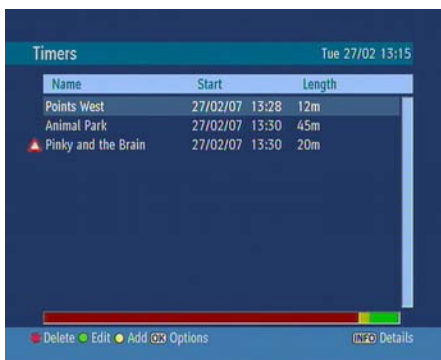 Timers Tue 27/02 13:15
Name Start Length
Points West 27/02/07 13:28 12m
Animal Park 27/02/07 13:30 45m
Pinky and the Brain 27/02/07 13:30 20m
Delete Edit Add OK Options INFO Details